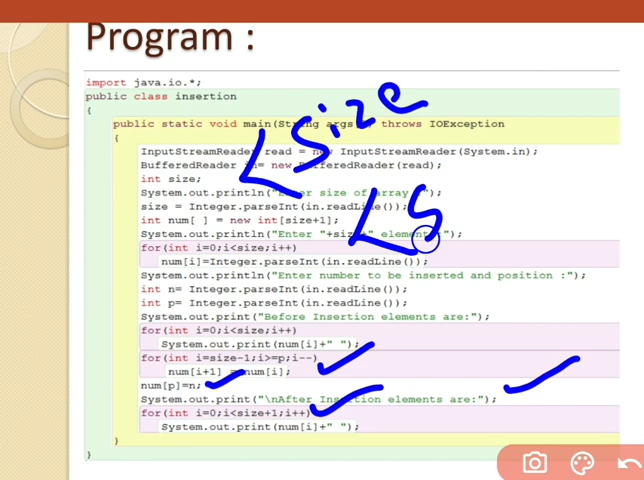 Program :
import java.io.*;
public class insertion
{
public static void main(String args[]) throws IOException
{
InputStreamReader read = new InputStreamReader(System.in);
BufferedReader in= new BufferedReader(read);
int size;
System.out.println("Enter size of array
");
size = Integer.parseInt(in.readLine());
int num[ ] = new int[size+1];
System.out.println("Enter "+size+" element
");
for(int i=0;i<size;i++)
num[i]=Integer.parseInt(in.readLine());
System.out.println("Enter number to be inserted and position :");
int n= Integer.parseInt(in.readLine());
int p= Integer.parseInt(in.readLine());
System.out.println("Before Insertion elements are:");
for(int i=0;i<size;i++)
System.out.print(num[i]+" ");
for(int i=size-1;i>=p;i--)
num[i+1] = num[i];
num[p]=n;
System.out.print("\nAfter Insertion elements are:");
for(int i=0;i<size+1;i++)
System.out.print(num[i]+" ");
}
}
< size
< 5